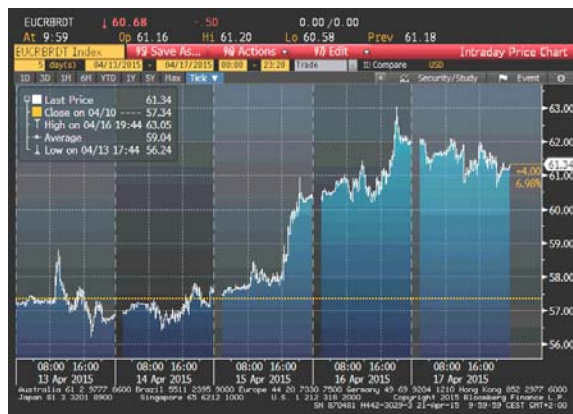 EUCRBRDT ↓ 60.68 -.50 0.00/0.00
At 9:59 Op 61.16 Hi 61.20 Lo 60.58 Prev 61.18
EUCRBRDT Index 95) Save As... 96) Actions 97) Edit Intraday Price Chart
5 day(s) 04/13/2015 - 04/17/2015 00:00 - 23:20 Trade Compare USD
1D 3D 1M 6M YTD 1Y 5Y Max Tick ▼ Security/Study Event
Last Price 61.34
Close on 04/10 ---- 57.34
High on 04/16 19:44 63.05
Average 59.04
Low on 04/13 17:44 56.24
63.00
62.00
61.34
+4.00
6.98%
61.00
60.00
59.00
58.00
57.00
56.00
08:00 16:00 08:00 16:00 08:00 16:00 08:00 16:00 08:00 16:00
13 Apr 2015 14 Apr 2015 15 Apr 2015 16 Apr 2015 17 Apr 2015
Australia 61 2 9777 8600 Brazil 5511 2395 9000 Europe 44 20 7330 7500 Germany 49 69 9204 1210 Hong Kong 852 2977 6000
Japan 81 3 3201 8900 Singapore 65 6212 1000 U.S. 1 212 318 2000 Copyright 2015 Bloomberg Finance L.P.
SN 870481 H442-3029-3 21-Apr-15 9:59:59 CEST GMT+2:00